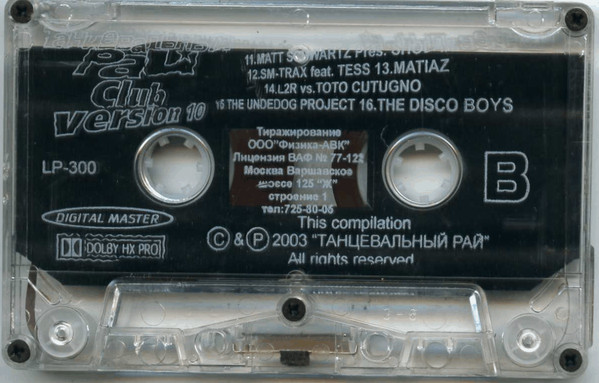 Рай
Club
version 10
11.MATT SCHWARTZ Pres.
12.SM-TRAX feat. TESS 13.MATIAZ
14.L2R vs.TOTO CUTUGNO
15 THE UNDEDOG PROJECT 16.THE DISCO BOYS
LP-300
Тиражирование
ООО"Физика-АВК"
Лицензия ВАФ № 77-122
Москва Варшавское
шоссе 125 "Ж"
строение 1
тел:725-80-05
B
DIGITAL MASTER
DOLBY HX PRO
This compilation
© & ℗ 2003 "ТАНЦЕВАЛЬНЫЙ РАЙ"
All rights reserved